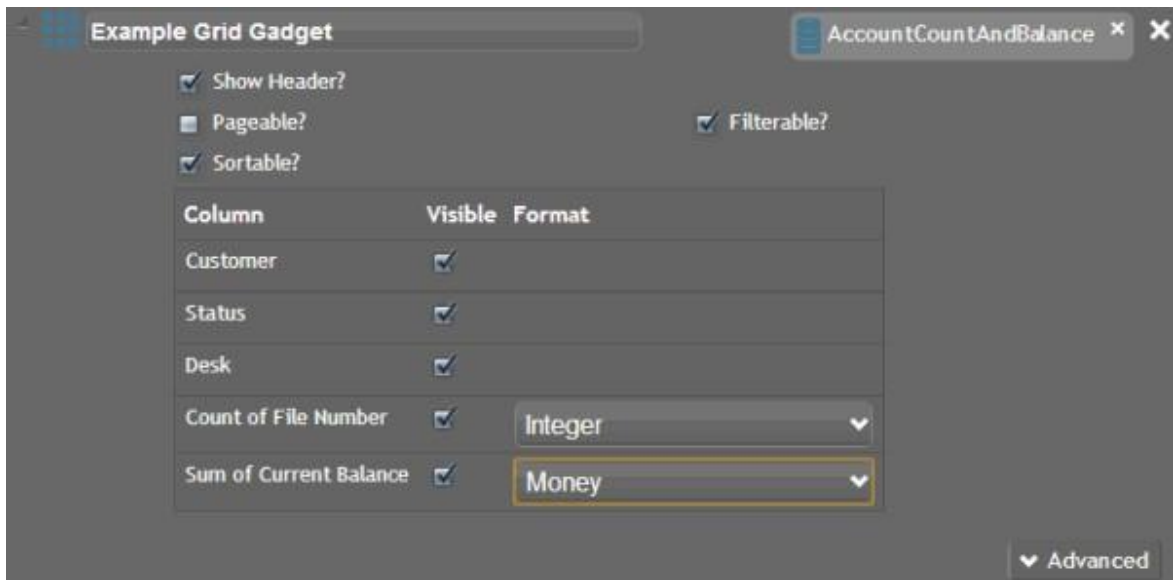 Example Grid Gadget AccountCountAndBalance
Show Header?
Pageable? Filterable?
Sortable?
Column Visible Format
Customer
Status
Desk
Count of File Number Integer
Sum of Current Balance Money
Advanced